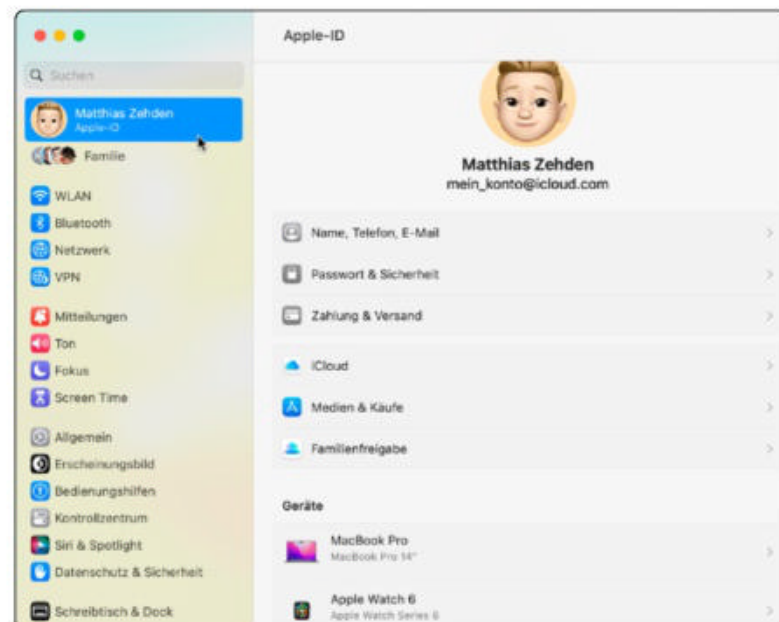 Apple-ID
Suchen
Matthias Zehden
Apple-ID
Familie
WLAN
Bluetooth
Netzwerk
VPN
Mitteilungen
Ton
Fokus
Screen Time
Allgemein
Erscheinungsbild
Bedienungshilfen
Kontrollzentrum
Siri & Spotlight
Datenschutz & Sicherheit
Schreibtisch & Dock
Matthias Zehden
mein_konto@icloud.com
Name, Telefon, E-Mail
Passwort & Sicherheit
Zahlung & Versand
iCloud
Medien & Käufe
Familienfreigabe
Geräte
MacBook Pro
MacBook Pro 14"
Apple Watch 6
Apple Watch Series 6